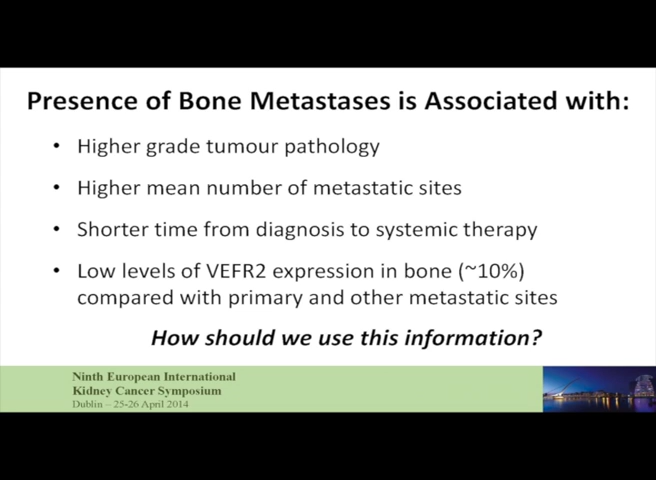 Presence of Bone Metastases is Associated with:
• Higher grade tumour pathology
• Higher mean number of metastatic sites
• Shorter time from diagnosis to systemic therapy
• Low levels of VEFR2 expression in bone (~10%)
compared with primary and other metastatic sites
How should we use this information?
Ninth European International
Kidney Cancer Symposium
Dublin – 25-26 April 2014